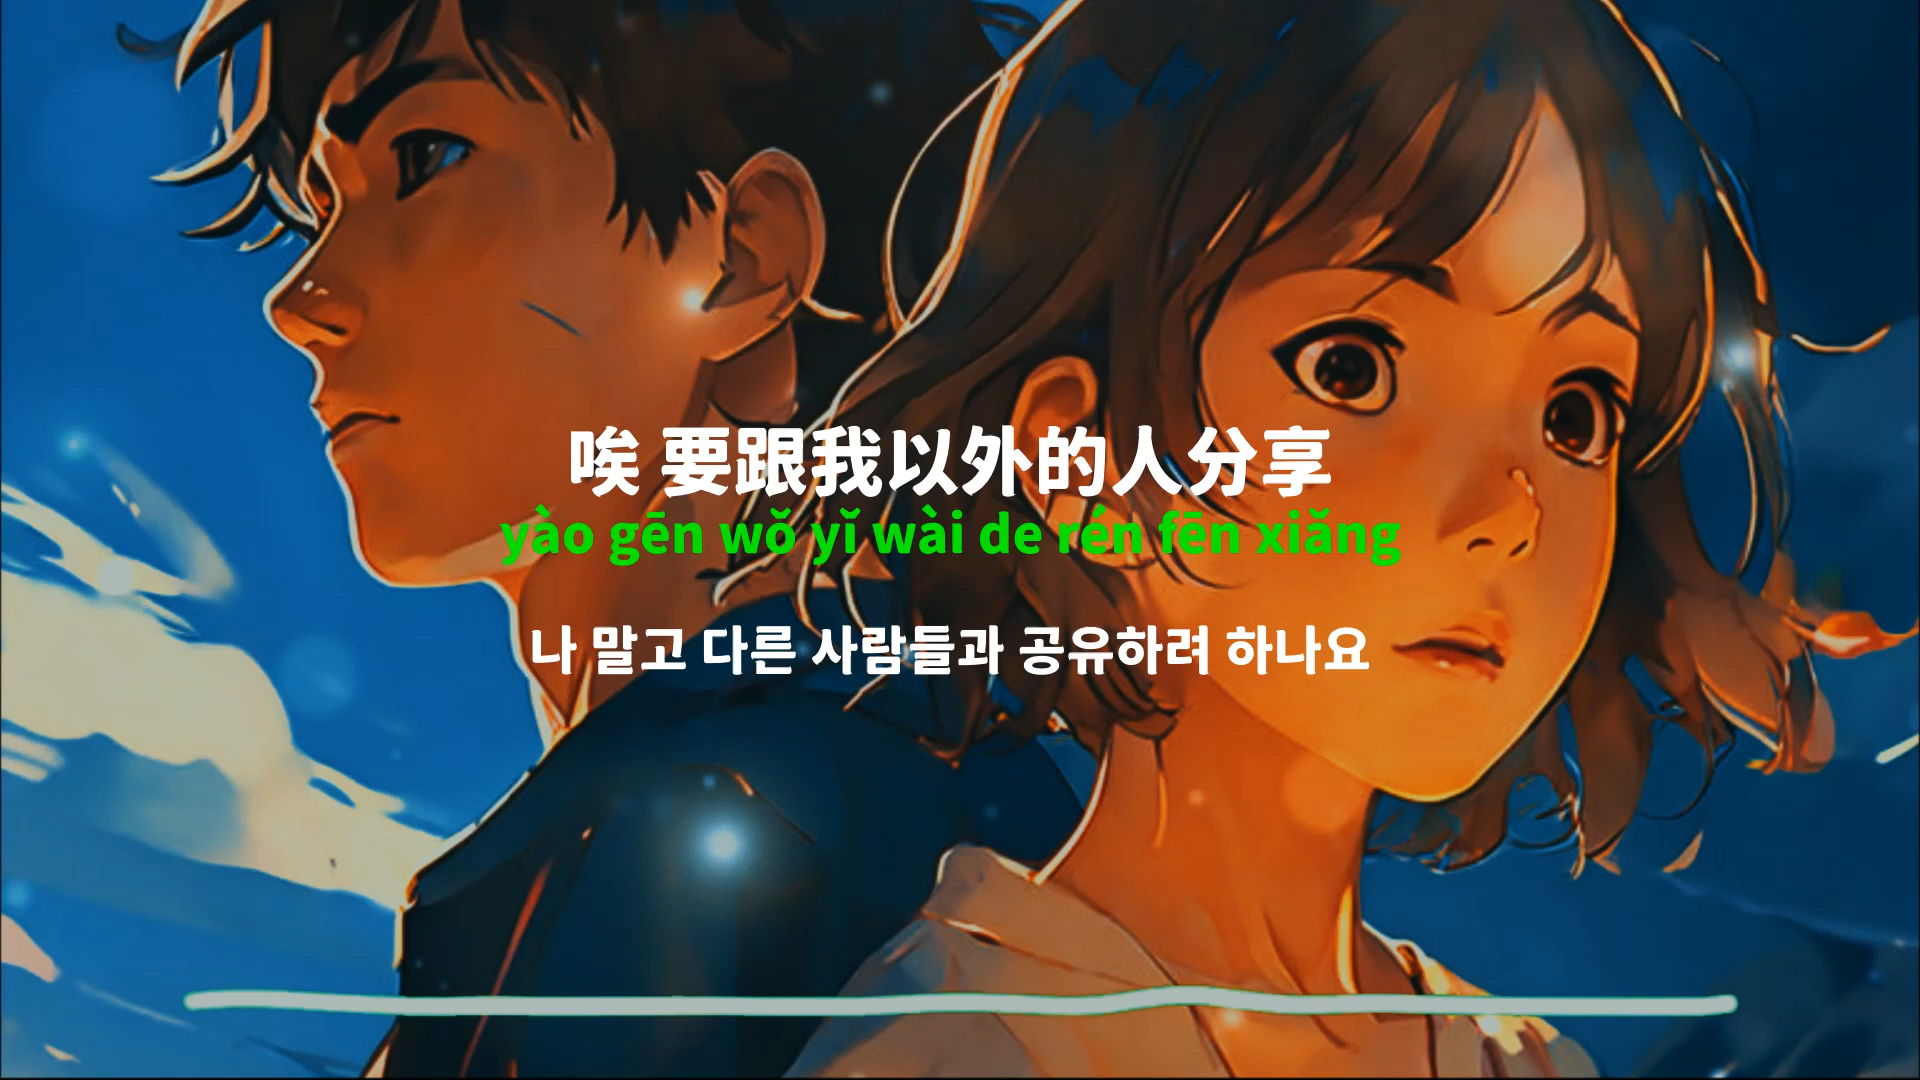 唉 要跟我以外的人分享
yào gēn wǒ yǐ wài de rén fēn xiǎng
나 말고 다른 사람들과 공유하려 하나요